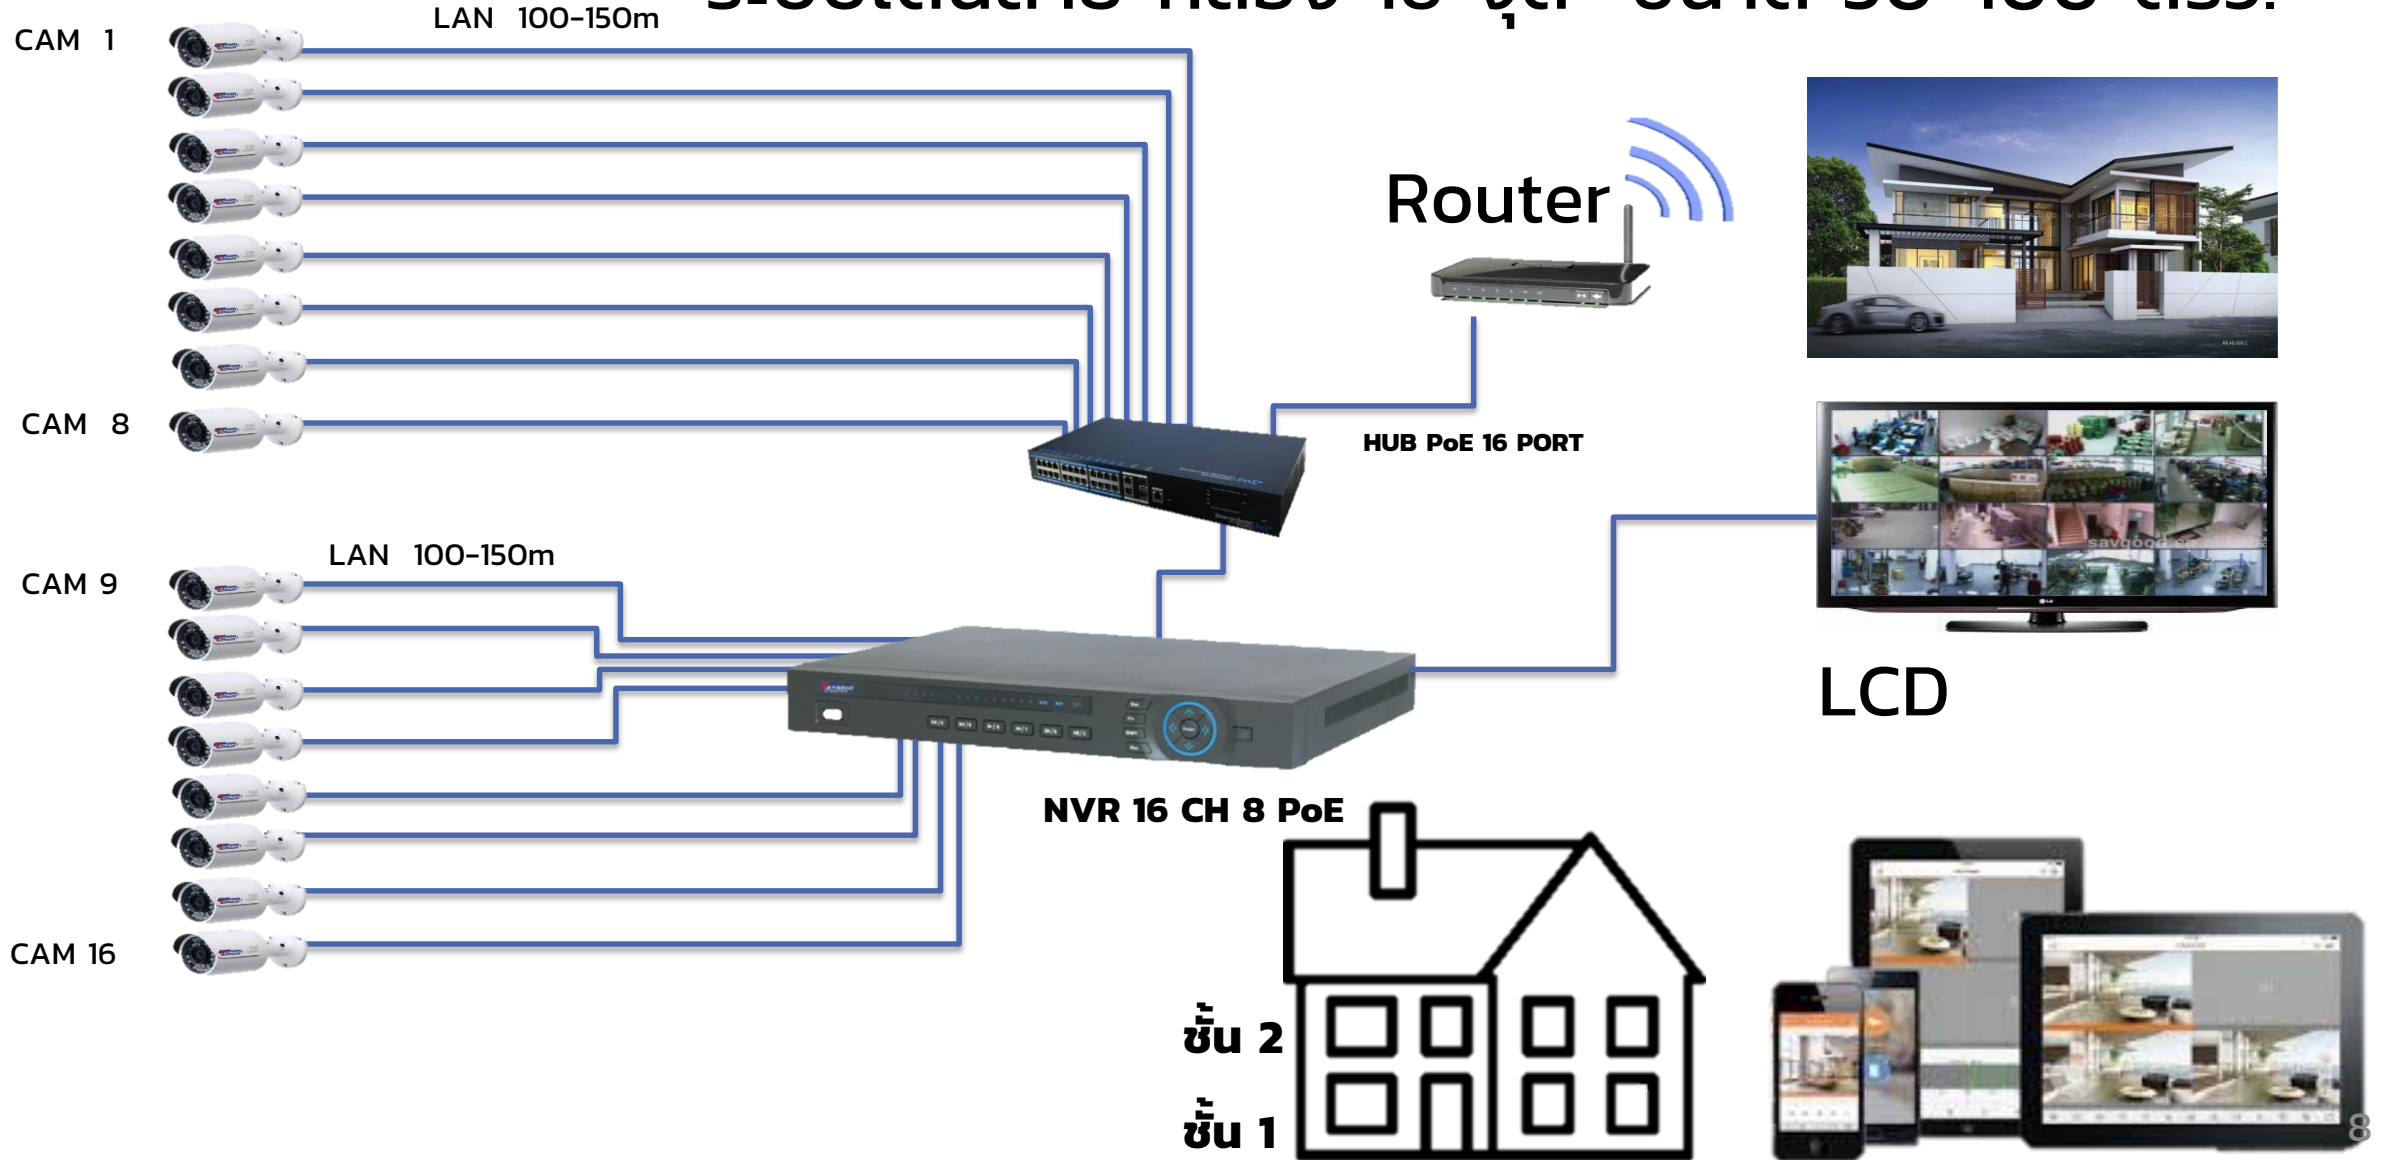 LAN 100-150m
CAM 1
Router
CAM 8
HUB PoE 16 PORT
LAN 100-150m
CAM 9
LCD
NVR 16 CH 8 PoE
CAM 16
ชั้น 2
ชั้น 1
8